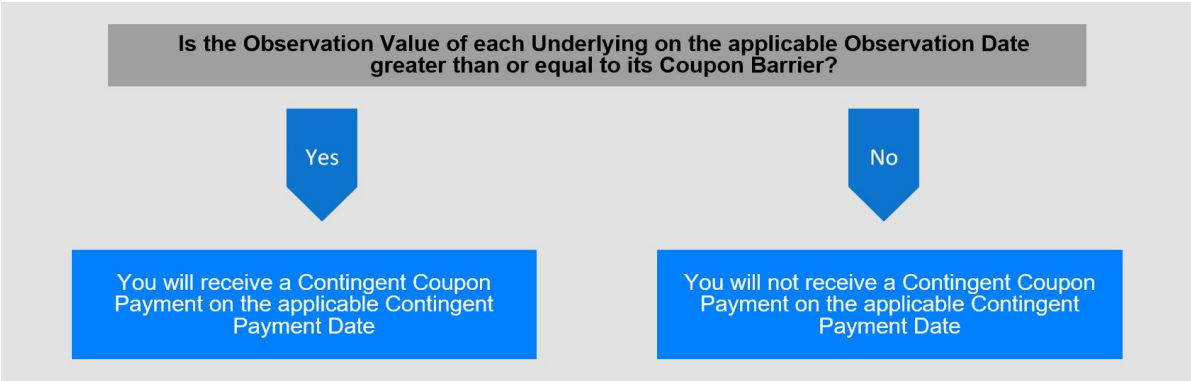 Is the Observation Value of each Underlying on the applicable Observation Date
greater than or equal to its Coupon Barrier?
Yes
No
You will receive a Contingent Coupon
Payment on the applicable Contingent
Payment Date
You will not receive a Contingent Coupon
Payment on the applicable Contingent
Payment Date